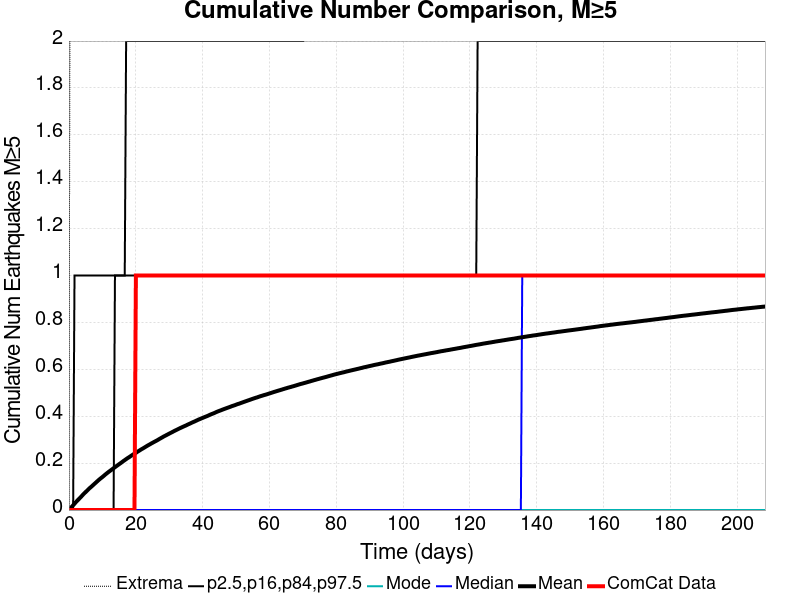 Cumulative Number Comparison, M≥5
Cumulative Num Earthquakes M≥5
2
1.8
1.6
1.4
1.2
1
0.8
0.6
0.4
0.2
0
0 20 40 60 80 100 120 140 160 180 200
Time (days)
Extrema p2.5,p16,p84,p97.5 Mode Median Mean ComCat Data